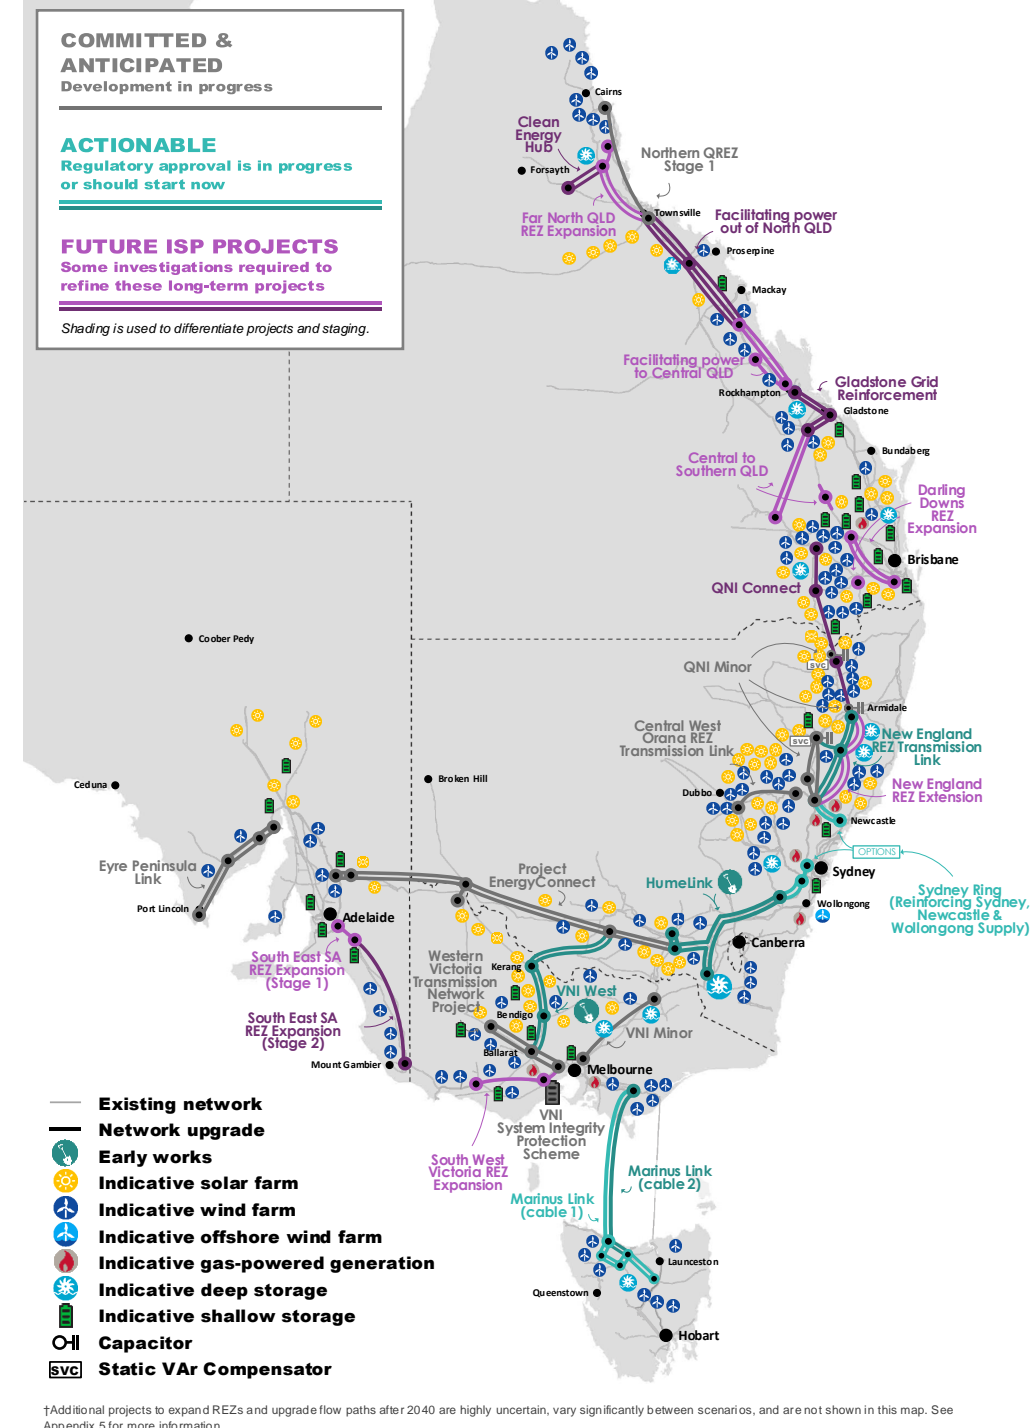 COMMITTED &
ANTICIPATED
Development in progress
ACTIONABLE
Regulatory approval is in progress
or should start now
FUTURE ISP PROJECTS
Some investigations required to
refine these long-term projects
Shading is used to differentiate projects and staging.
Cairns
Clean
Energy
Hub
Forsayth
Northern QREZ
Stage 1
Far North QLD
REZ Expansion
Townsville
Facilitating power
out of North QLD
Proserpine
Mackay
Facilitating power
to Central QLD
Rockhampton
Gladstone Grid
Reinforcement
Gladstone
Central to
Southern QLD
Bundaberg
Darling
Downs
REZ
Expansion
Brisbane
QNI Connect
Coober Pedy
QNI Minor
svc
Armidale
Central West
Orana REZ
Transmission Link
svc
New England
REZ Transmission
Link
New England
REZ Extension
Ceduna
Broken Hill
Dubbo
Newcastle
OPTIONS
Eyre Peninsula
Link
Port Lincoln
Project
EnergyConnect
HumeLink
Sydney
Sydney Ring
(Reinforcing Sydney,
Newcastle &
Wollongong Supply)
Wollongong
Adelaide
Canberra
South East SA
REZ Expansion
(Stage 1)
Western
Victoria
Transmission
Network
Project
Kerang
VNI West
Bendigo
VNI Minor
South East SA
REZ Expansion
(Stage 2)
Mount Gambier
Ballarat
Melbourne
VNI
System Integrity
Protection
Scheme
South West
Victoria REZ
Expansion
Marinus Link
(cable 2)
Marinus Link
(cable 1)
Launceston
Queenstown
Hobart
Existing network
Network upgrade
Early works
Indicative solar farm
Indicative wind farm
Indicative offshore wind farm
Indicative gas-powered generation
Indicative deep storage
Indicative shallow storage
Capacitor
svc Static VAr Compensator
†Additional projects to expand REZs and upgrade flow paths after 2040 are highly uncertain, vary significantly between scenarios, and are not shown in this map. See
Appendix 5 for more information